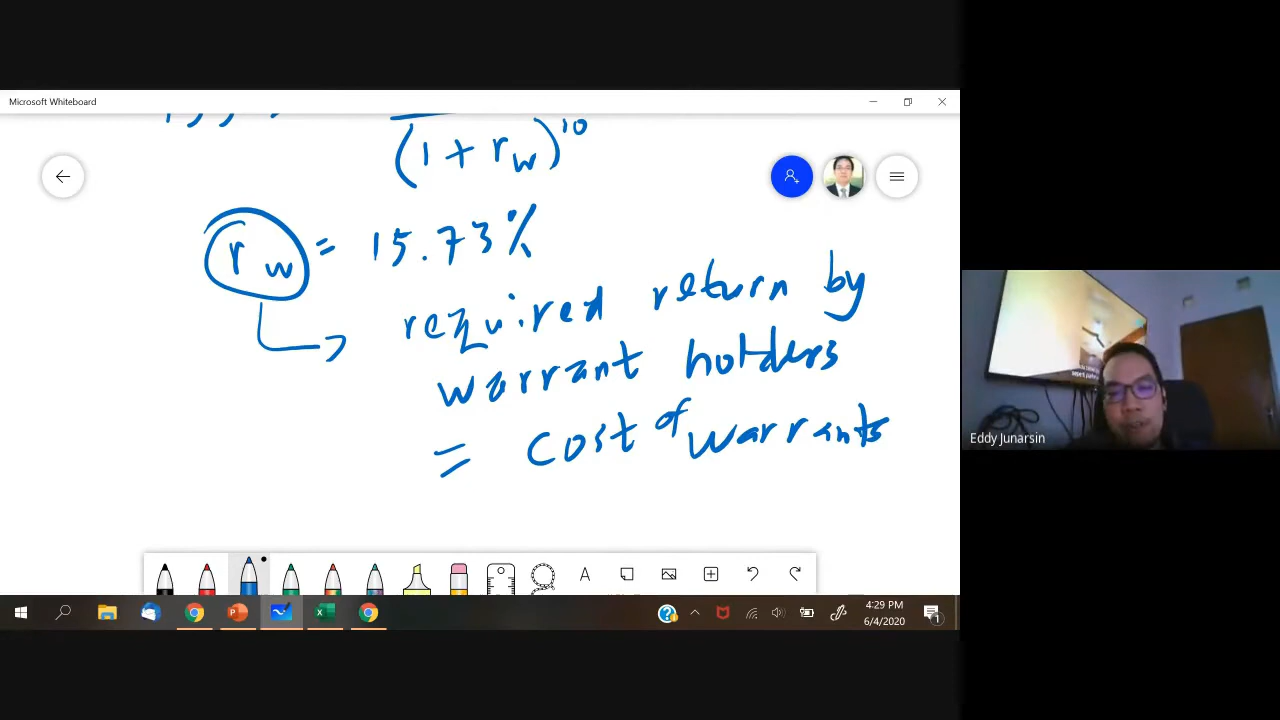 Microsoft Whiteboard
(1 + rw)^10
rw = 15.73%
required return by
warrant holders
= cost of warrants
Eddy Junarsin
A
4:29 PM
6/4/2020
1